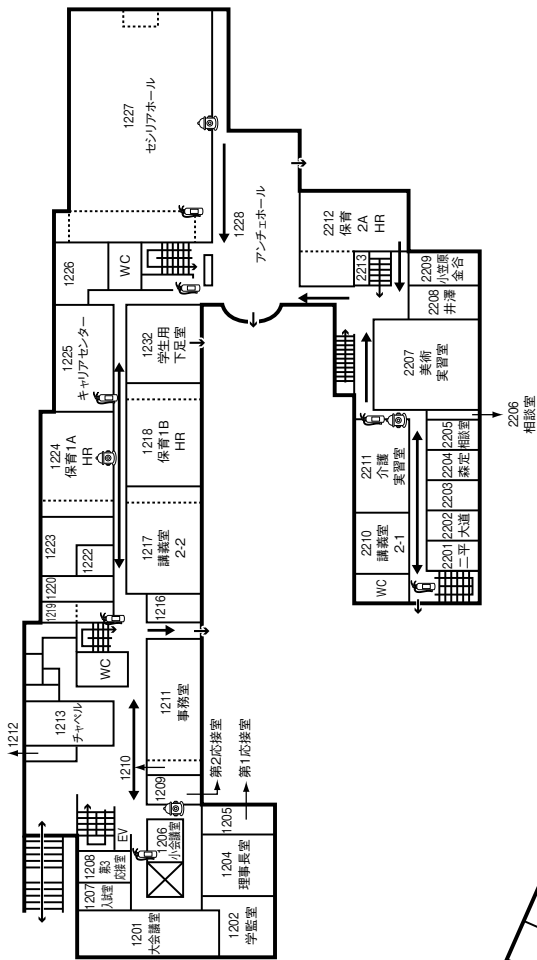 1227
セシリアホール
1228
アンチェホール
1226
WC
1225
キャリアセンター
1232
学生用
下足室
1224
保育1A
HR
1218
保育1B
HR
1223
1222
1220
1219
1217
講義室
2-2
1216
WC
1212
1213
チャペル
1211
事務室
1210
1209
第2応接室
第1応接室
EV
1208
第3
応接室
1207
入試室
1206
小会議室
1205
1204
理事長室
1201
大会議室
1202
学監室
2212
保育
2A
HR
2213
2209
小笠原
金谷
2208
井澤
2207
美術
実習室
2211
介護
実習室
2210
講義室
2-1
WC
2206
相談室
2205
相談室
2204
森定
2203
2202
大道
2201
二平